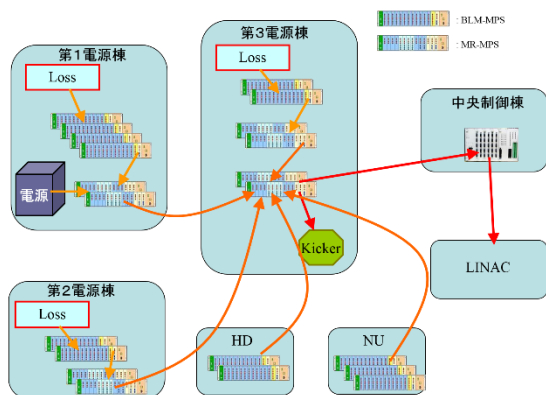 : BLM-MPS
: MR-MPS
第1電源棟
Loss
電源
第3電源棟
Loss
Kicker
中央制御棟
LINAC
第2電源棟
Loss
HD
NU